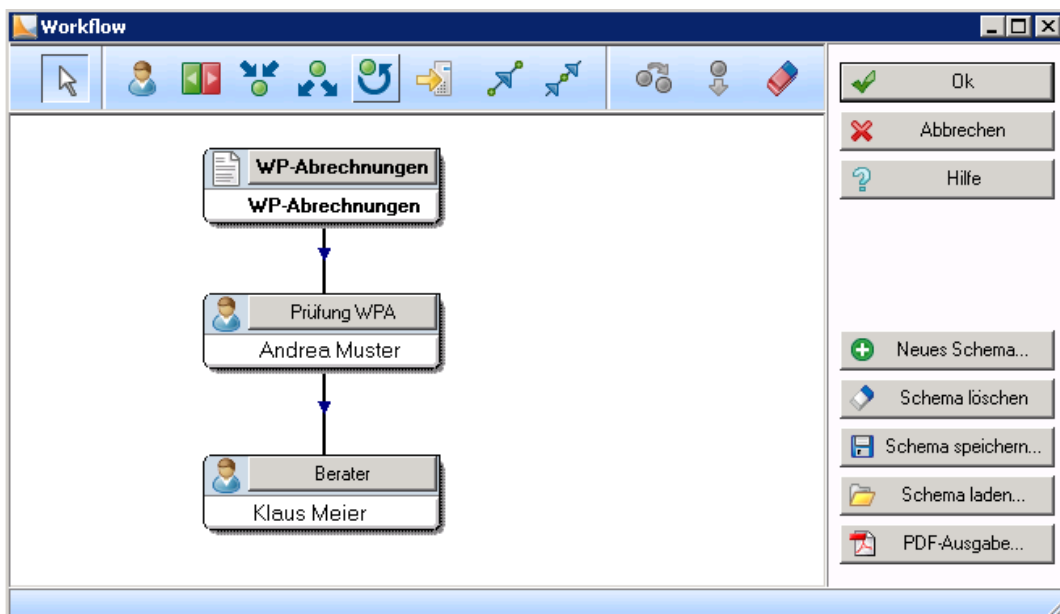 Workflow
Ok
Abbrechen
Hilfe
WP-Abrechnungen
WP-Abrechnungen
Prüfung WPA
Andrea Muster
Berater
Klaus Meier
Neues Schema...
Schema löschen
Schema speichern...
Schema laden...
PDF-Ausgabe...